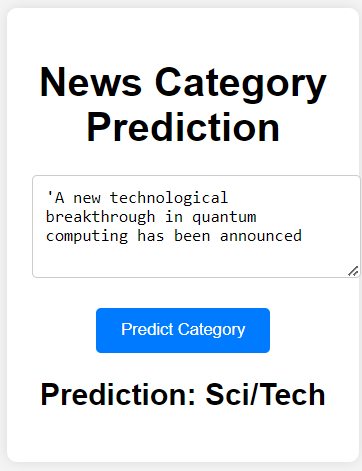 News Category
Prediction
'A new technological
breakthrough in quantum
computing has been announced
Predict Category
Prediction: Sci/Tech